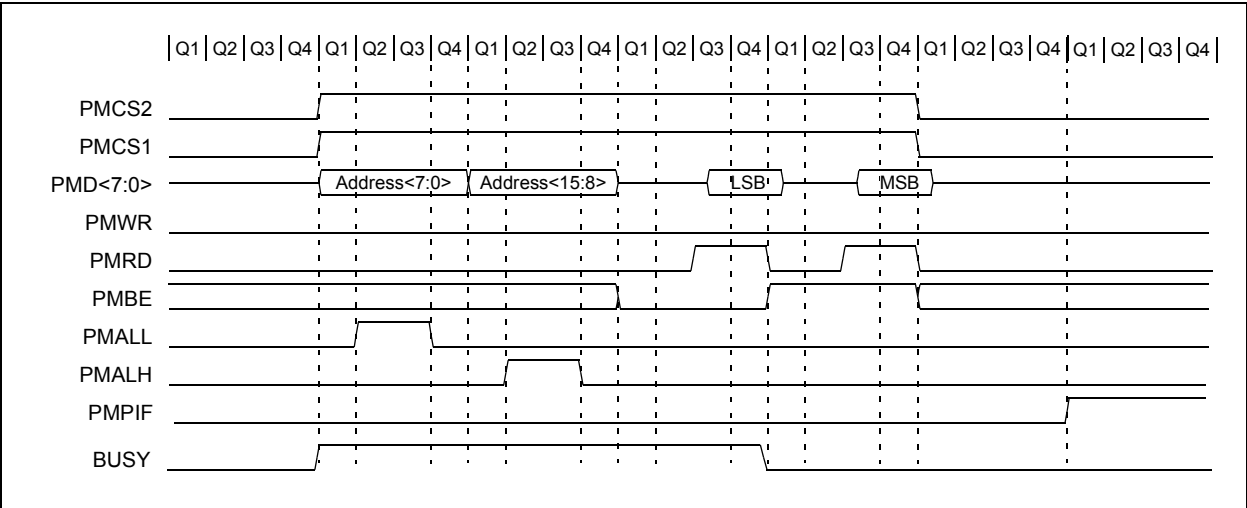 Q1 Q2 Q3 Q4 Q1 Q2 Q3 Q4 Q1 Q2 Q3 Q4 Q1 Q2 Q3 Q4 Q1 Q2 Q3 Q4 Q1 Q2 Q3 Q4 Q1 Q2 Q3 Q4
PMCS2
PMCS1
PMD<7:0> Address<7:0> Address<15:8> LSB MSB
PMWR
PMRD
PMBE
PMALL
PMALH
PMPIF
BUSY